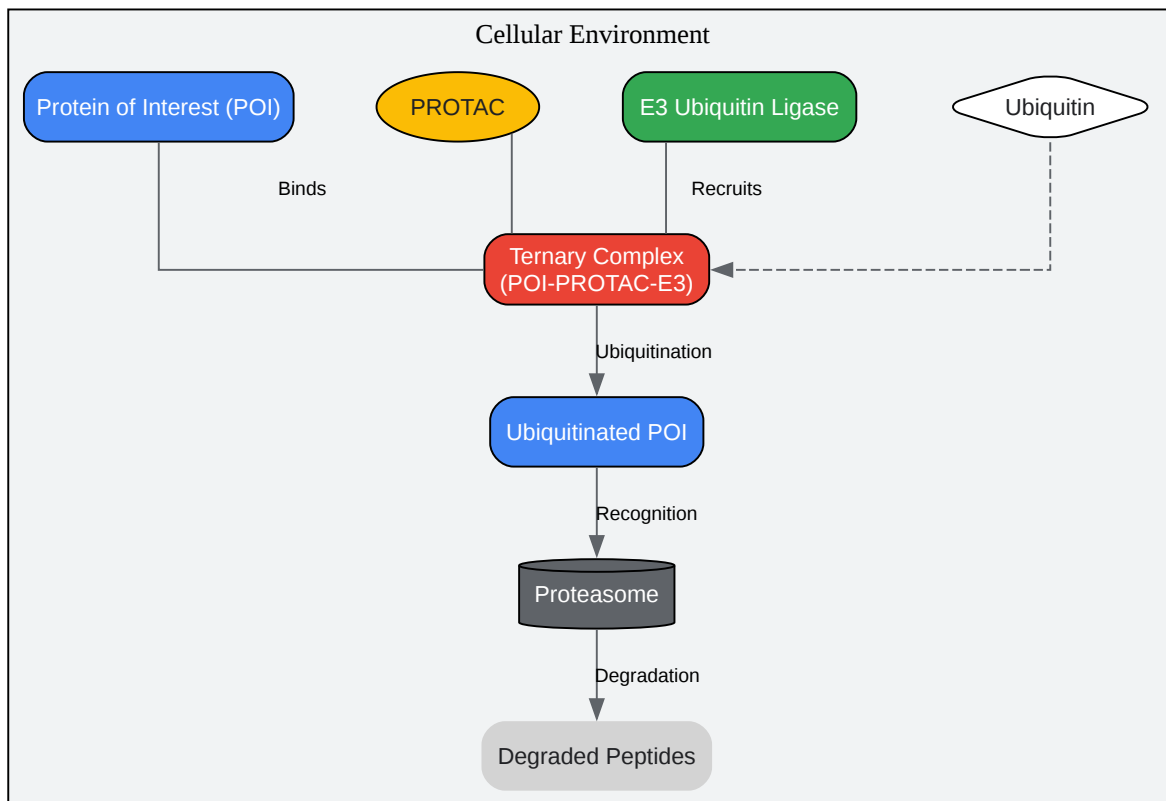 Cellular Environment
Protein of Interest (POI)
PROTAC
E3 Ubiquitin Ligase
Ubiquitin
Binds
Recruits
Ternary Complex
(POI-PROTAC-E3)
Ubiquitination
Ubiquitinated POI
Recognition
Proteasome
Degradation
Degraded Peptides